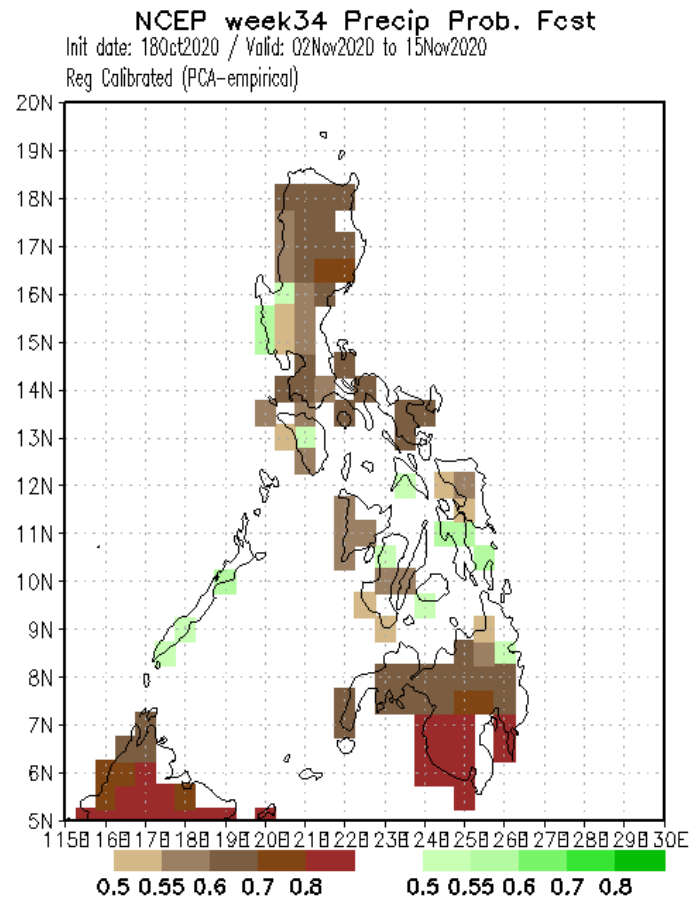 NCEP week34 Precip Prob. Fcst
Init date: 18Oct2020 / Valid: 02Nov2020 to 15Nov2020
Reg Calibrated (PCA-empirical)
20N
19N
18N
17N
16N
15N
14N
13N
12N
11N
10N
9N
8N
7N
6N
5N
115E 116E 117E 118E 119E 120E 121E 122E 123E 124E 125E 126E 127E 128E 129E 130E
0.5 0.55 0.6 0.7 0.8 0.5 0.55 0.6 0.7 0.8